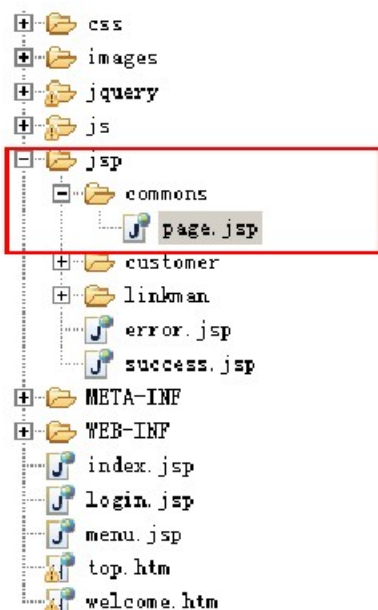 css
images
jquery
js
jsp
commons
page.jsp
customer
linkman
error.jsp
success.jsp
META-INF
WEB-INF
index.jsp
login.jsp
menu.jsp
top.htm
welcome.htm